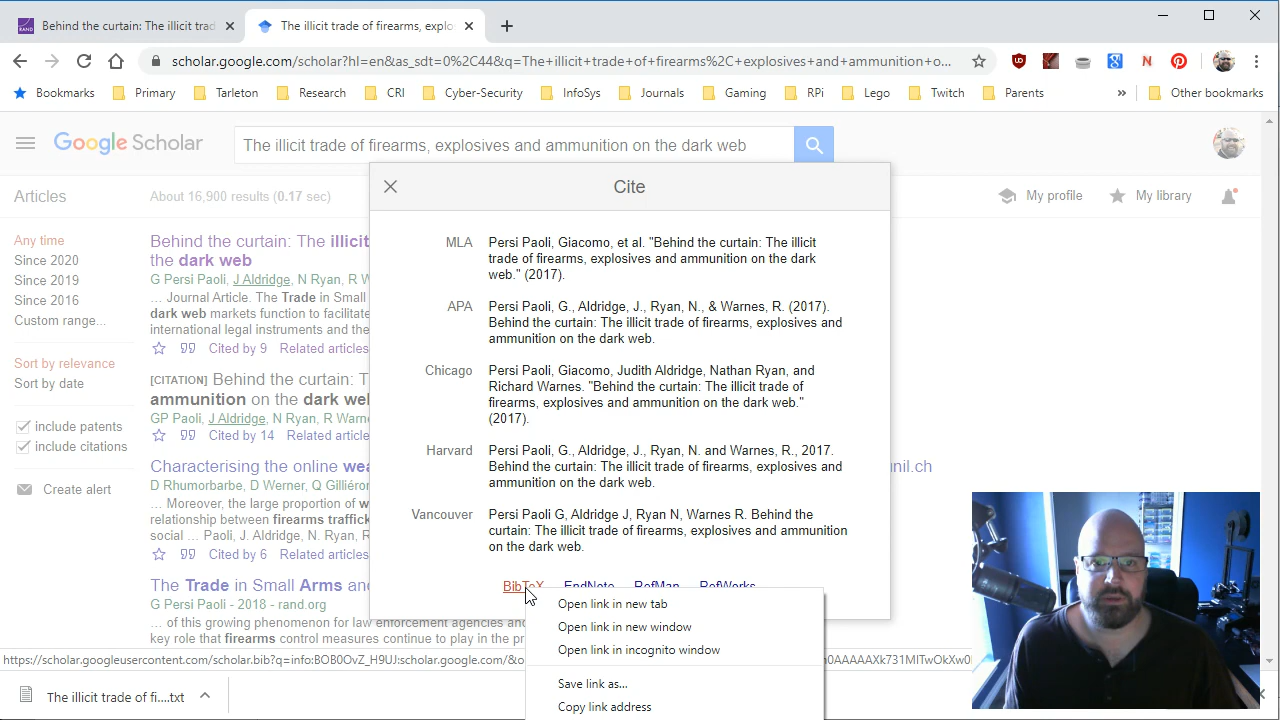 RAND
Behind the curtain: The illicit trad
The illicit trade of firearms, explo
scholar.google.com/scholar?hl=en&as_sdt=0%2C44&q=The+illicit+trade+of+firearms%2C+explosives+and+ammunition+o...
Bookmarks
Primary
Tarleton
Research
CRI
Cyber-Security
InfoSys
Journals
Gaming
RPi
Lego
Twitch
Parents
»
Other bookmarks
Google Scholar
The illicit trade of firearms, explosives and ammunition on the dark web
Articles
About 16,900 results (0.17 sec)
My profile
My library
Any time
Since 2020
Since 2019
Since 2016
Custom range...
Sort by relevance
Sort by date
include patents
include citations
Create alert
Behind the curtain: The illicit
the dark web
G Persi Paoli, J Aldridge, N Ryan, R W
... Journal Article. The Trade in Small
dark web markets function to facilitate
international legal instruments and the
Cited by 9 Related articles
[CITATION] Behind the curtain: T
ammunition on the dark wel
GP Paoli, J Aldridge, N Ryan, R Warne
Cited by 14 Related article
Characterising the online wea
unil.ch
D Rhumorbarbe, D Werner, Q Gilliéron
... Moreover, the large proportion of w
relationship between firearms traffick
social ... Paoli, J. Aldridge, N. Ryan, R
Cited by 6 Related articles
The Trade in Small Arms and
G Persi Paoli - 2018 - rand.org
... of this growing phenomenon for law enforcement agencies
key role that firearms control measures continue to play in the pre
Cite
MLA
Persi Paoli, Giacomo, et al. "Behind the curtain: The illicit
trade of firearms, explosives and ammunition on the dark
web." (2017).
APA
Persi Paoli, G., Aldridge, J., Ryan, N., & Warnes, R. (2017).
Behind the curtain: The illicit trade of firearms, explosives and
ammunition on the dark web.
Chicago
Persi Paoli, Giacomo, Judith Aldridge, Nathan Ryan, and
Richard Warnes. "Behind the curtain: The illicit trade of
firearms, explosives and ammunition on the dark web."
(2017).
Harvard
Persi Paoli, G., Aldridge, J., Ryan, N. and Warnes, R., 2017.
Behind the curtain: The illicit trade of firearms, explosives and
ammunition on the dark web.
Vancouver
Persi Paoli G, Aldridge J, Ryan N, Warnes R. Behind the
curtain: The illicit trade of firearms, explosives and ammunition
on the dark web.
BibTeX EndNote RefMan RefWorks
Open link in new tab
Open link in new window
Open link in incognito window
Save link as...
Copy link address
https://scholar.googleusercontent.com/scholar.bib?q=info:BOB0OvZ_H9UJ:scholar.google.com/&o
The illicit trade of fi....txt